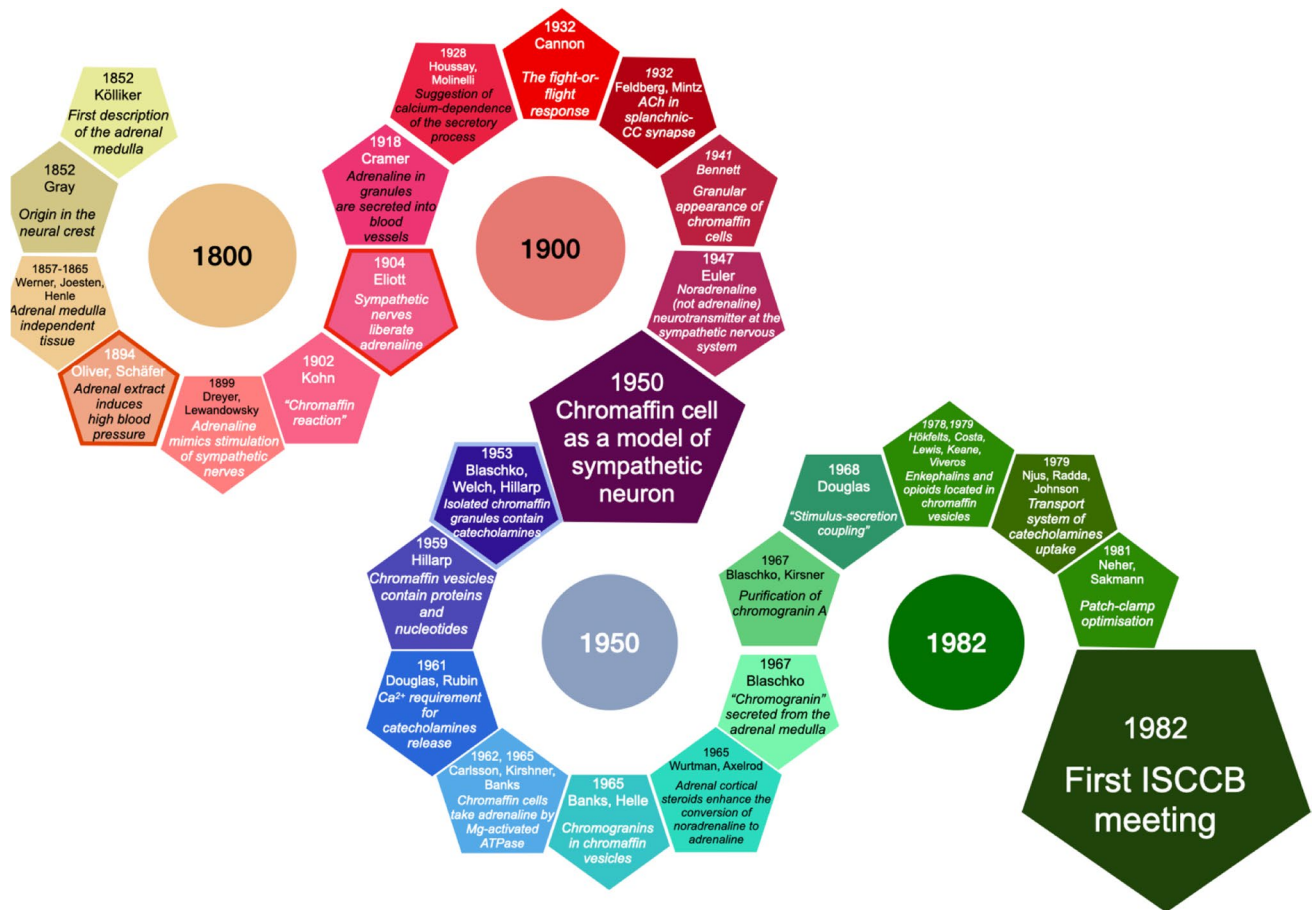 1852
Kölliker
First description
of the adrenal
medulla
1852
Gray
Origin in the
neural crest
1857-1865
Werner, Joesten,
Henle
Adrenal medulla
independent
tissue
1894
Oliver, Schäfer
Adrenal extract
induces
high blood
pressure
1899
Dreyer,
Lewandowsky
Adrenaline
mimics stimulation
of sympathetic
nerves
1902
Kohn
“Chromaffin
reaction”
1800
1904
Eliott
Sympathetic
nerves
liberate
adrenaline
1918
Cramer
Adrenaline in
granules
are secreted into
blood
vessels
1928
Houssay,
Molinelli
Suggestion of
calcium-dependence
of the secretory
process
1932
Cannon
The fight-or-
flight
response
1932
Feldberg, Mintz
ACh in
splanchnic-
CC synapse
1941
Bennett
Granular
appearance of
chromaffin
cells
1947
Euler
Noradrenaline
(not adrenaline)
neurotransmitter at the
sympathetic nervous
system
1900
1950
Chromaffin cell
as a model of
sympathetic
neuron
1953
Blaschko,
Welch, Hillarp
Isolated chromaffin
granules contain
catecholamines
1959
Hillarp
Chromaffin vesicles
contain proteins
and
nucleotides
1961
Douglas, Rubin
Ca²⁺ requirement
for
catecholamines
release
1962, 1965
Carlsson, Kirshner,
Banks
Chromaffin cells
take adrenaline by
Mg-activated
ATPase
1965
Banks, Helle
Chromogranins
in chromaffin
vesicles
1965
Wurtman, Axelrod
Adrenal cortical
steroids enhance the
conversion of
noradrenaline to
adrenaline
1950
1967
Blaschko
“Chromogranin”
secreted from the
adrenal medulla
1967
Blaschko, Kirsner
Purification of
chromogranin A
1968
Douglas
“Stimulus-secretion
coupling”
1978,1979
Hökfelts, Costa,
Lewis, Keane,
Viveros
Enkephalins and
opioids located in
chromaffin
vesicles
1979
Njus, Radda,
Johnson
Transport
system of
catecholamines
uptake
1981
Neher,
Sakmann
Patch-clamp
optimisation
1982
1982
First ISCCB
meeting